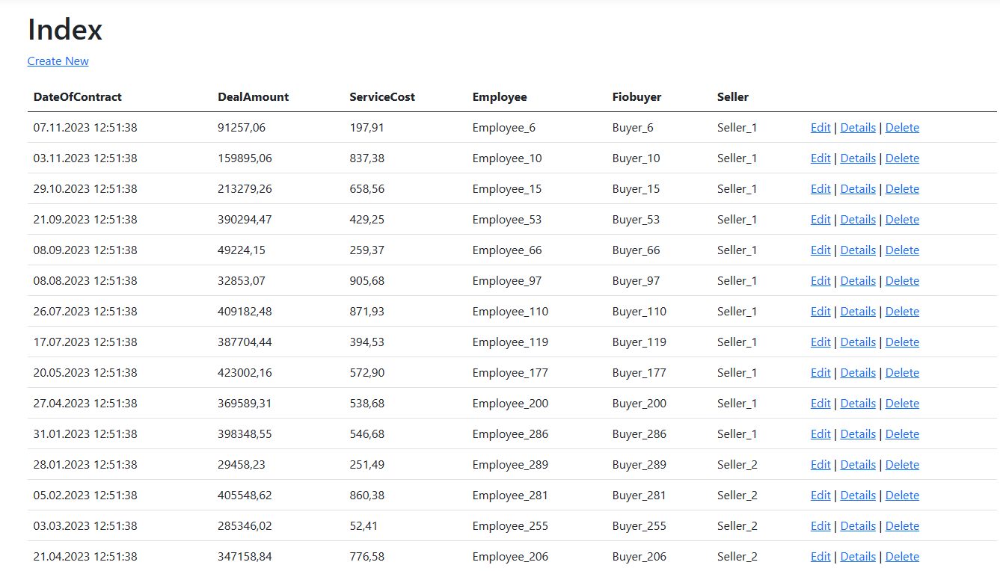 Index
Create New
DateOfContract DealAmount ServiceCost Employee Fiobuyer Seller
07.11.2023 12:51:38 91257,06 197,91 Employee_6 Buyer_6 Seller_1 Edit | Details | Delete
03.11.2023 12:51:38 159895,06 837,38 Employee_10 Buyer_10 Seller_1 Edit | Details | Delete
29.10.2023 12:51:38 213279,26 658,56 Employee_15 Buyer_15 Seller_1 Edit | Details | Delete
21.09.2023 12:51:38 390294,47 429,25 Employee_53 Buyer_53 Seller_1 Edit | Details | Delete
08.09.2023 12:51:38 49224,15 259,37 Employee_66 Buyer_66 Seller_1 Edit | Details | Delete
08.08.2023 12:51:38 32853,07 905,68 Employee_97 Buyer_97 Seller_1 Edit | Details | Delete
26.07.2023 12:51:38 409182,48 871,93 Employee_110 Buyer_110 Seller_1 Edit | Details | Delete
17.07.2023 12:51:38 387704,44 394,53 Employee_119 Buyer_119 Seller_1 Edit | Details | Delete
20.05.2023 12:51:38 423002,16 572,90 Employee_177 Buyer_177 Seller_1 Edit | Details | Delete
27.04.2023 12:51:38 369589,31 538,68 Employee_200 Buyer_200 Seller_1 Edit | Details | Delete
31.01.2023 12:51:38 398348,55 546,68 Employee_286 Buyer_286 Seller_1 Edit | Details | Delete
28.01.2023 12:51:38 29458,23 251,49 Employee_289 Buyer_289 Seller_2 Edit | Details | Delete
05.02.2023 12:51:38 405548,62 860,38 Employee_281 Buyer_281 Seller_2 Edit | Details | Delete
03.03.2023 12:51:38 285346,02 52,41 Employee_255 Buyer_255 Seller_2 Edit | Details | Delete
21.04.2023 12:51:38 347158,84 776,58 Employee_206 Buyer_206 Seller_2 Edit | Details | Delete